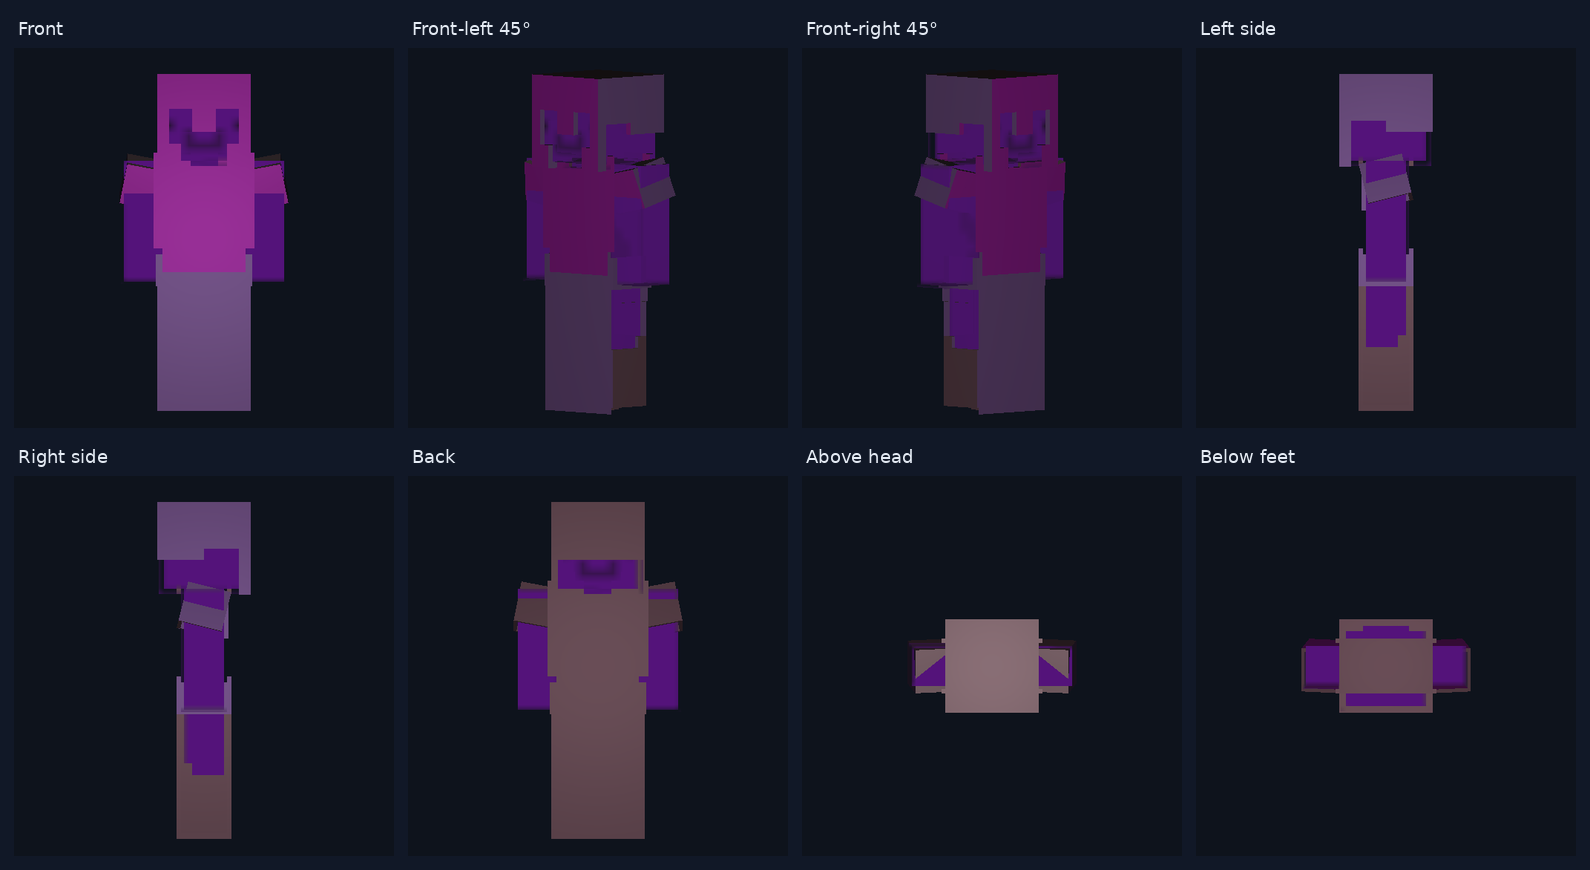 Front
Front-left 45°
Front-right 45°
Left side
Right side
Back
Above head
Below feet